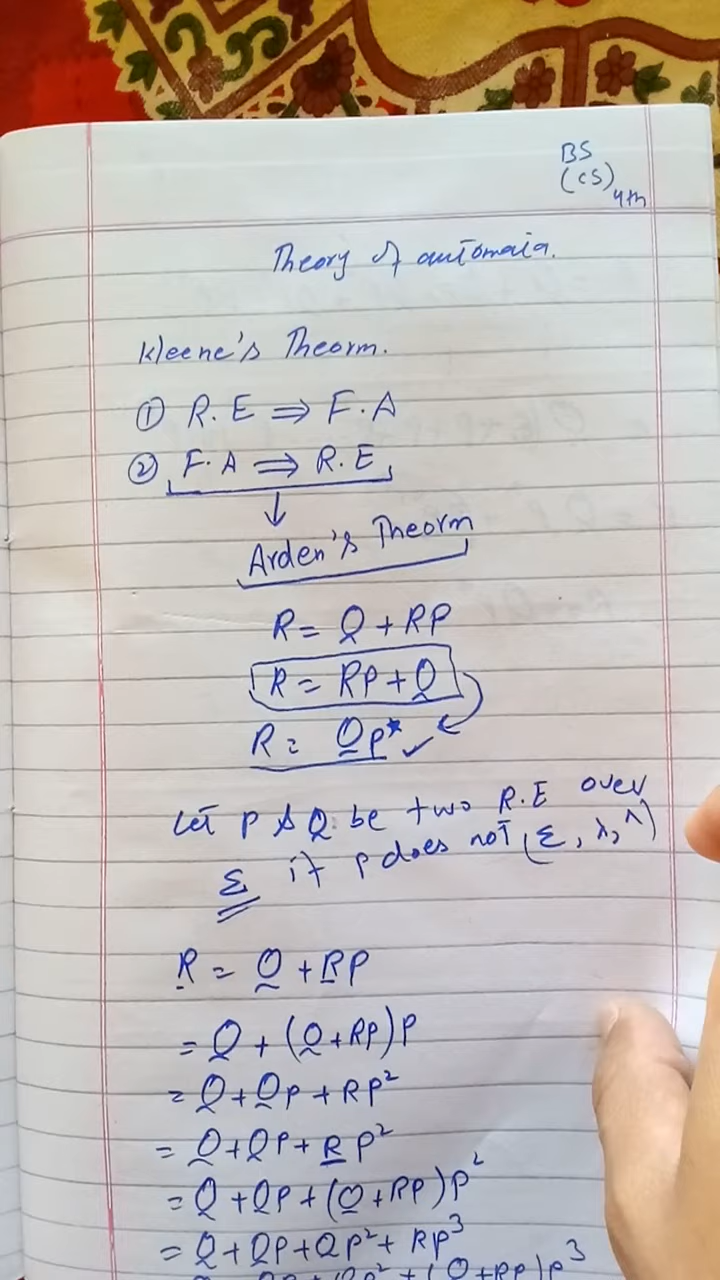 BS
(CS)
4th
Theory of automaia.
Kleene's Theorm.
① R.E ⇒ F.A
② F.A ⇒ R.E
↓
Arden's Theorm
R = Q + RP
R = RP + Q
R = QP* ✓
Let P & Q be two R.E over
Σ if P does not (Σ, λ, ^)
R = Q + RP
= Q + (Q + RP)P
= Q + QP + RP²
= Q + QP + RP²
= Q + QP + (Q + RP)P²
= Q + QP + QP² + RP³